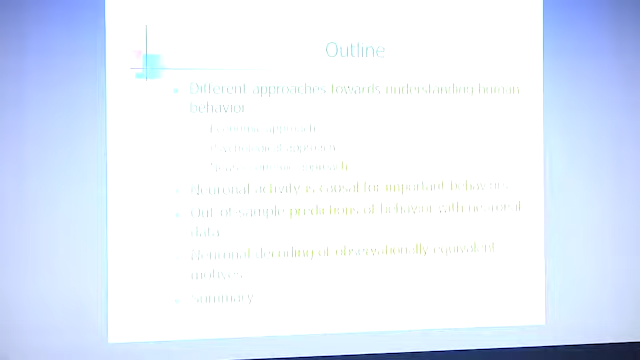 Outline
Different approaches towards understanding human
behavior
Economic approach
Psychological approach
approach
Neuronal activity is causal for important behaviors
Out of sample predictions of behavior with neuronal
data
Neuronal decoding of observationally equivalent
motives
Summary